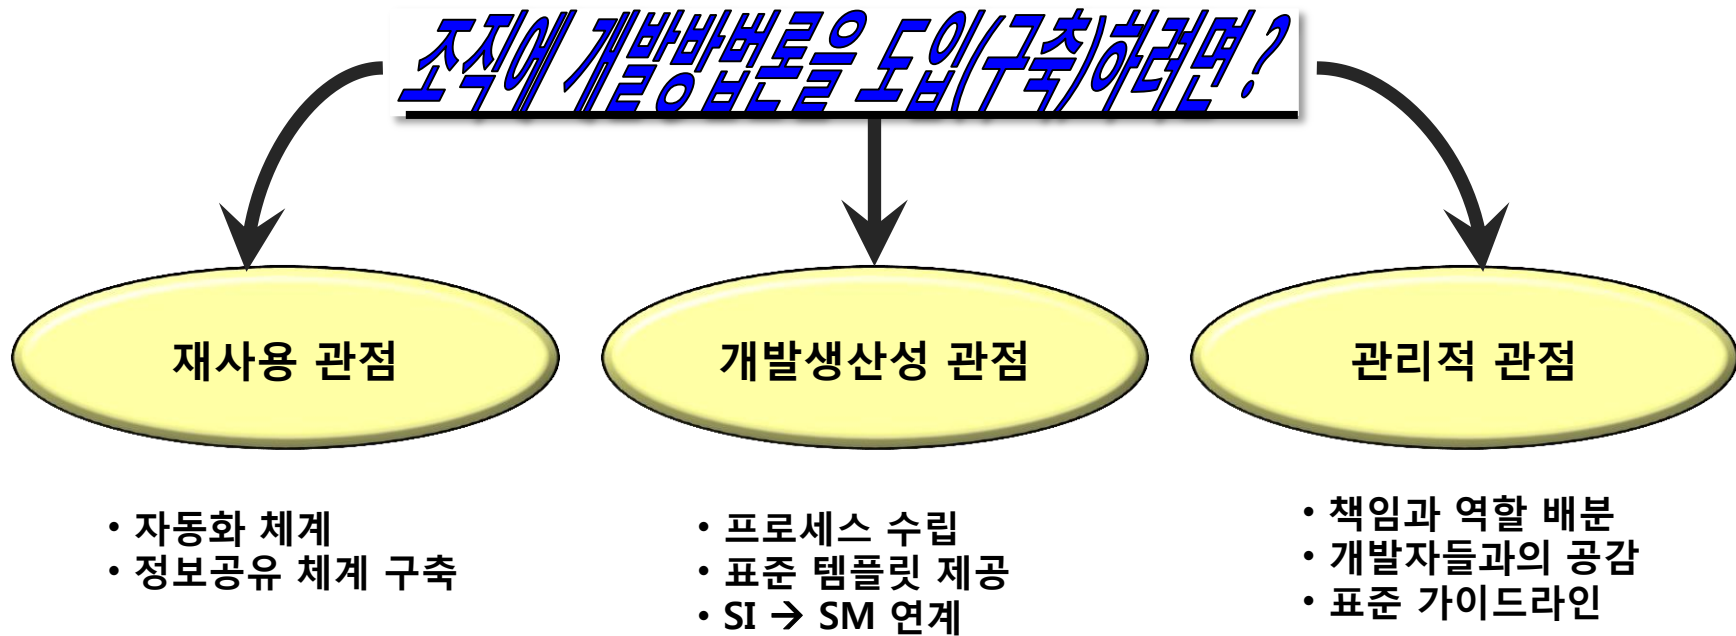 조직에 개발방법론을 도입(구축)하려면?
재사용 관점
개발생산성 관점
관리적 관점
• 자동화 체계
• 정보공유 체계 구축
• 프로세스 수립
• 표준 템플릿 제공
• SI → SM 연계
• 책임과 역할 배분
• 개발자들과의 공감
• 표준 가이드라인